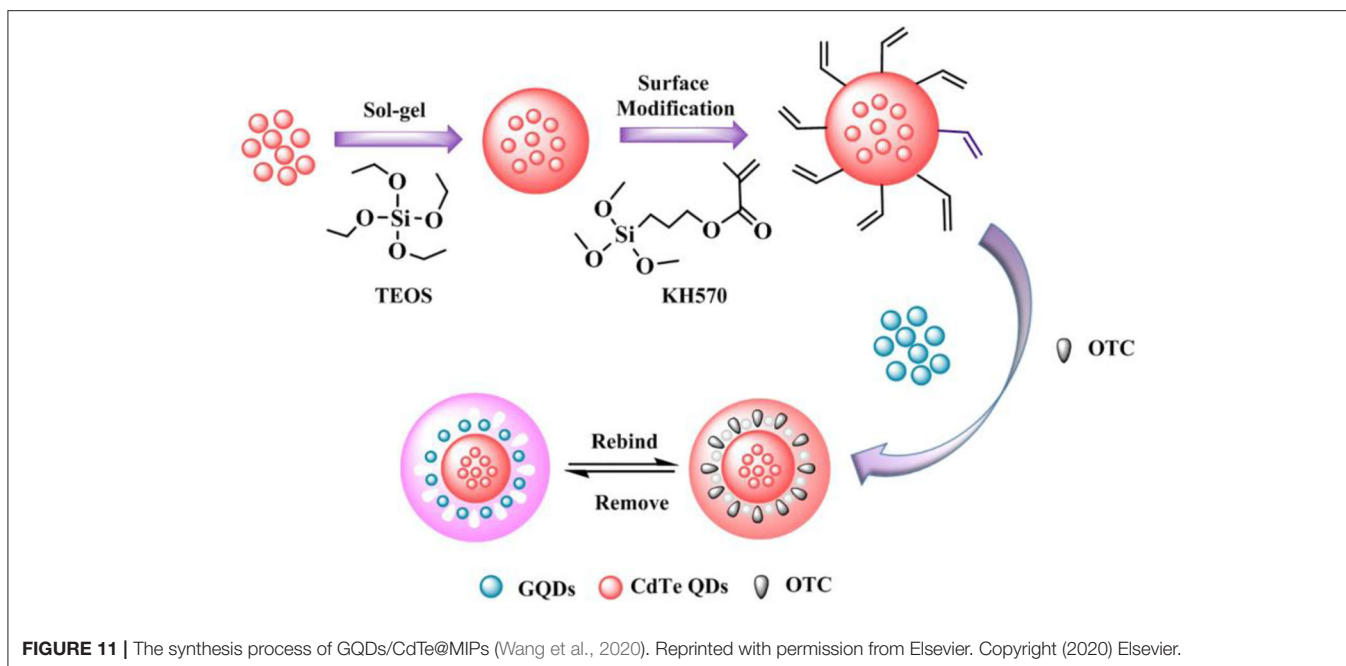 Sol-gel
Surface
Modification
O
O-Si-O
O
TEOS
O
O
Si
O
O
O
KH570
OTC
Rebind
Remove
GQDs CdTe QDs OTC
FIGURE 11 | The synthesis process of GQDs/CdTe@MIPs (Wang et al., 2020). Reprinted with permission from Elsevier. Copyright (2020) Elsevier.